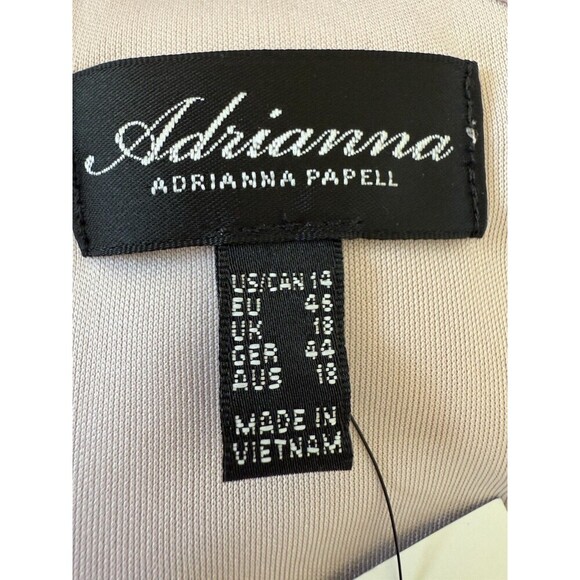 Adrianna
ADRIANNA PAPELL
US/CAN 14
EU 46
UK 18
GER 44
AUS 18
MADE IN
VIETNAM